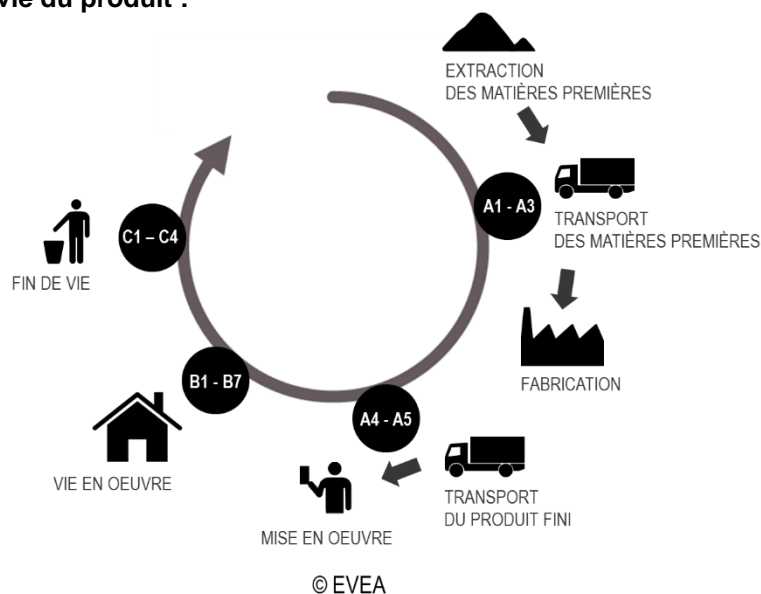 vie du produit :
EXTRACTION
DES MATIÈRES PREMIÈRES
A1 - A3
TRANSPORT
DES MATIÈRES PREMIÈRES
FABRICATION
A4 - A5
TRANSPORT
DU PRODUIT FINI
MISE EN OEUVRE
B1 - B7
VIE EN OEUVRE
C1 – C4
FIN DE VIE
© EVEA